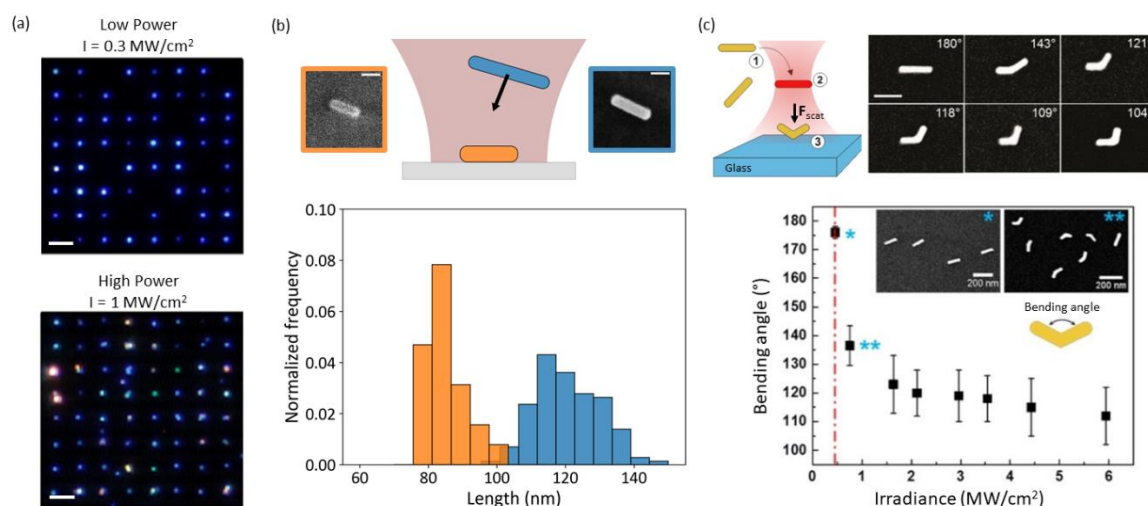 (a)
Low Power
I = 0.3 MW/cm²
High Power
I = 1 MW/cm²
(b)
0.10
0.08
0.06
0.04
0.02
0.00
Normalized frequency
60
80
100
120
140
Length (nm)
(c)
1
2
F scat
3
Glass
180°
143°
121
118°
109°
104
180
170
160
150
140
130
120
110
100
Bending angle (°)
*
**
*
**
200 nm
200 nm
Bending angle
0
1
2
3
4
5
6
Irradiance (MW/cm²)